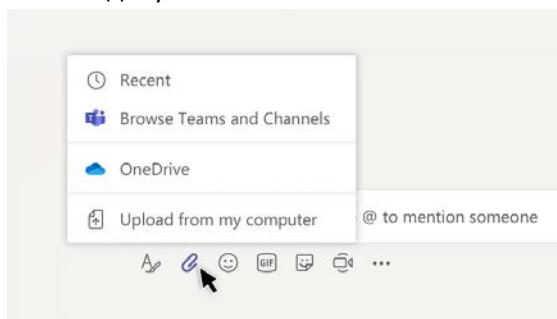 Recent
Browse Teams and Channels
OneDrive
Upload from my computer
@ to mention someone
GIF